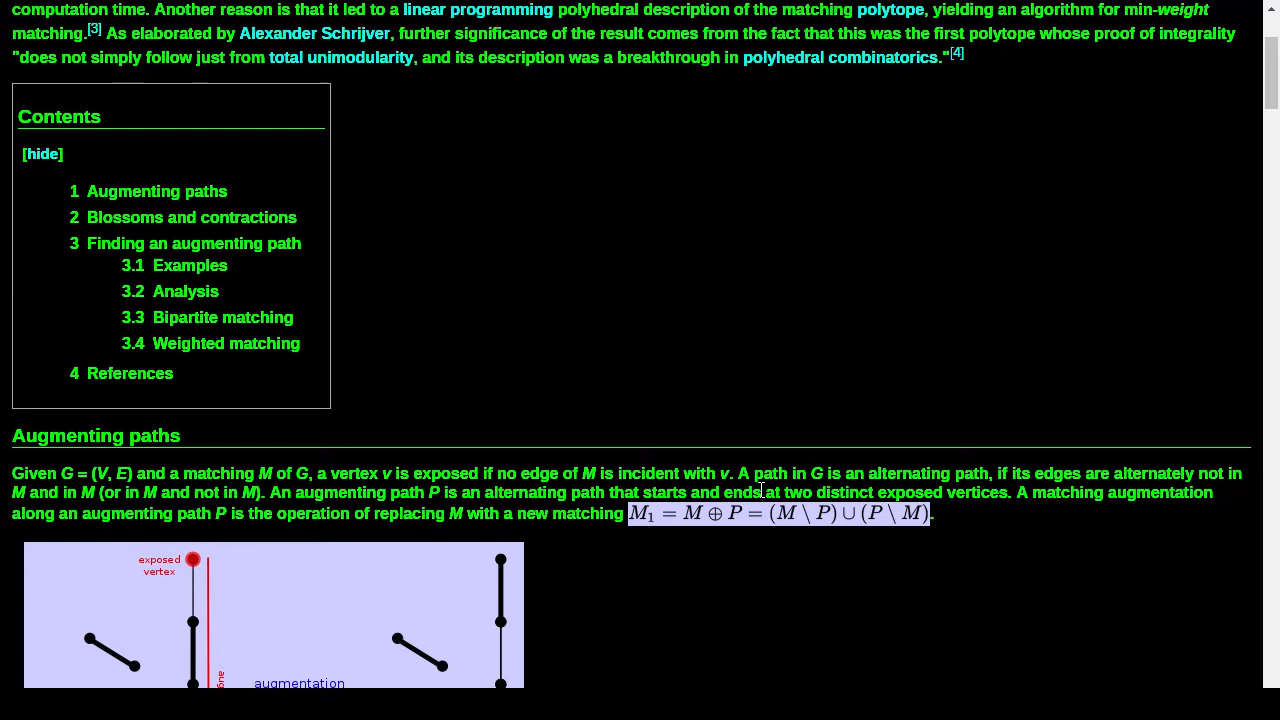 computation time. Another reason is that it led to a linear programming polyhedral description of the matching polytope, yielding an algorithm for min-weight
matching.[3] As elaborated by Alexander Schrijver, further significance of the result comes from the fact that this was the first polytope whose proof of integrality
"does not simply follow just from total unimodularity, and its description was a breakthrough in polyhedral combinatorics."[4]
Contents
[hide]
1 Augmenting paths
2 Blossoms and contractions
3 Finding an augmenting path
3.1 Examples
3.2 Analysis
3.3 Bipartite matching
3.4 Weighted matching
4 References
Augmenting paths
Given G = (V, E) and a matching M of G, a vertex v is exposed if no edge of M is incident with v. A path in G is an alternating path, if its edges are alternately not in
M and in M (or in M and not in M). An augmenting path P is an alternating path that starts and ends at two distinct exposed vertices. A matching augmentation
along an augmenting path P is the operation of replacing M with a new matching M₁ = M ⊕ P = (M \ P) ∪ (P \ M).
exposed
vertex
augmentation